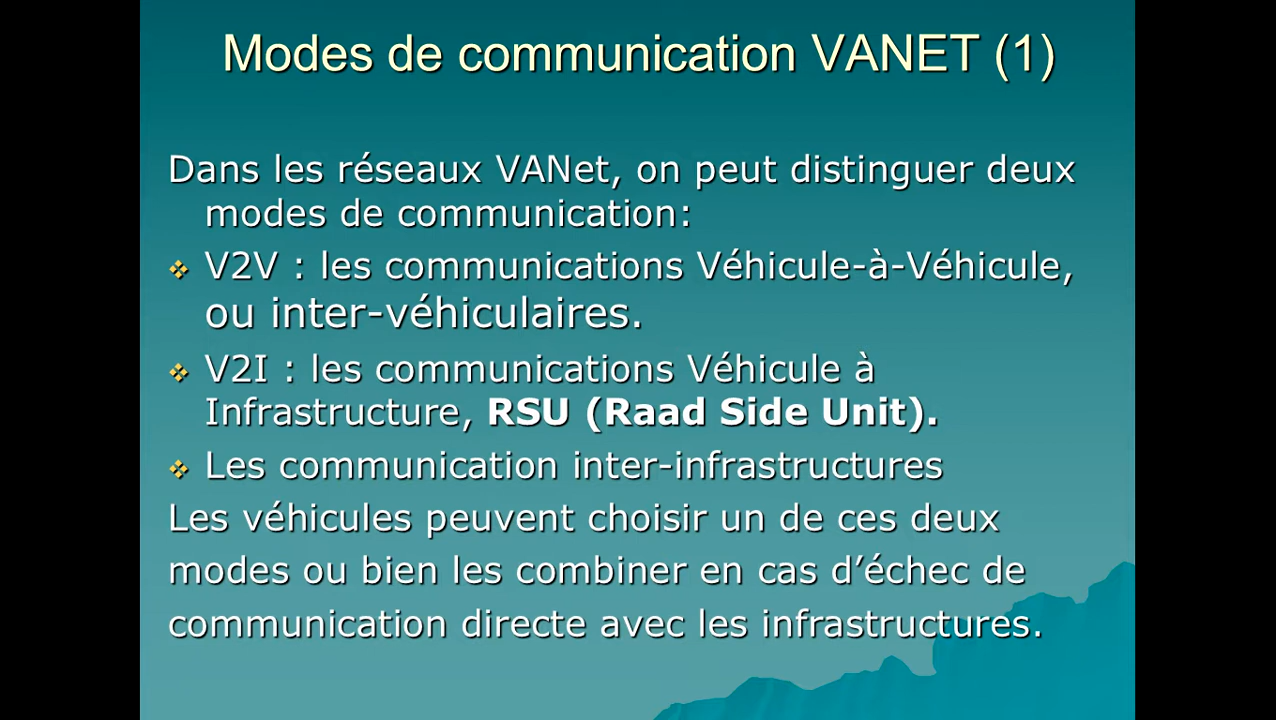 Modes de communication VANET (1)
Dans les réseaux VANet, on peut distinguer deux
modes de communication:
V2V : les communications Véhicule-à-Véhicule,
ou inter-véhiculaires.
V2I : les communications Véhicule à
Infrastructure, RSU (Raad Side Unit).
Les communication inter-infrastructures
Les véhicules peuvent choisir un de ces deux
modes ou bien les combiner en cas d’échec de
communication directe avec les infrastructures.